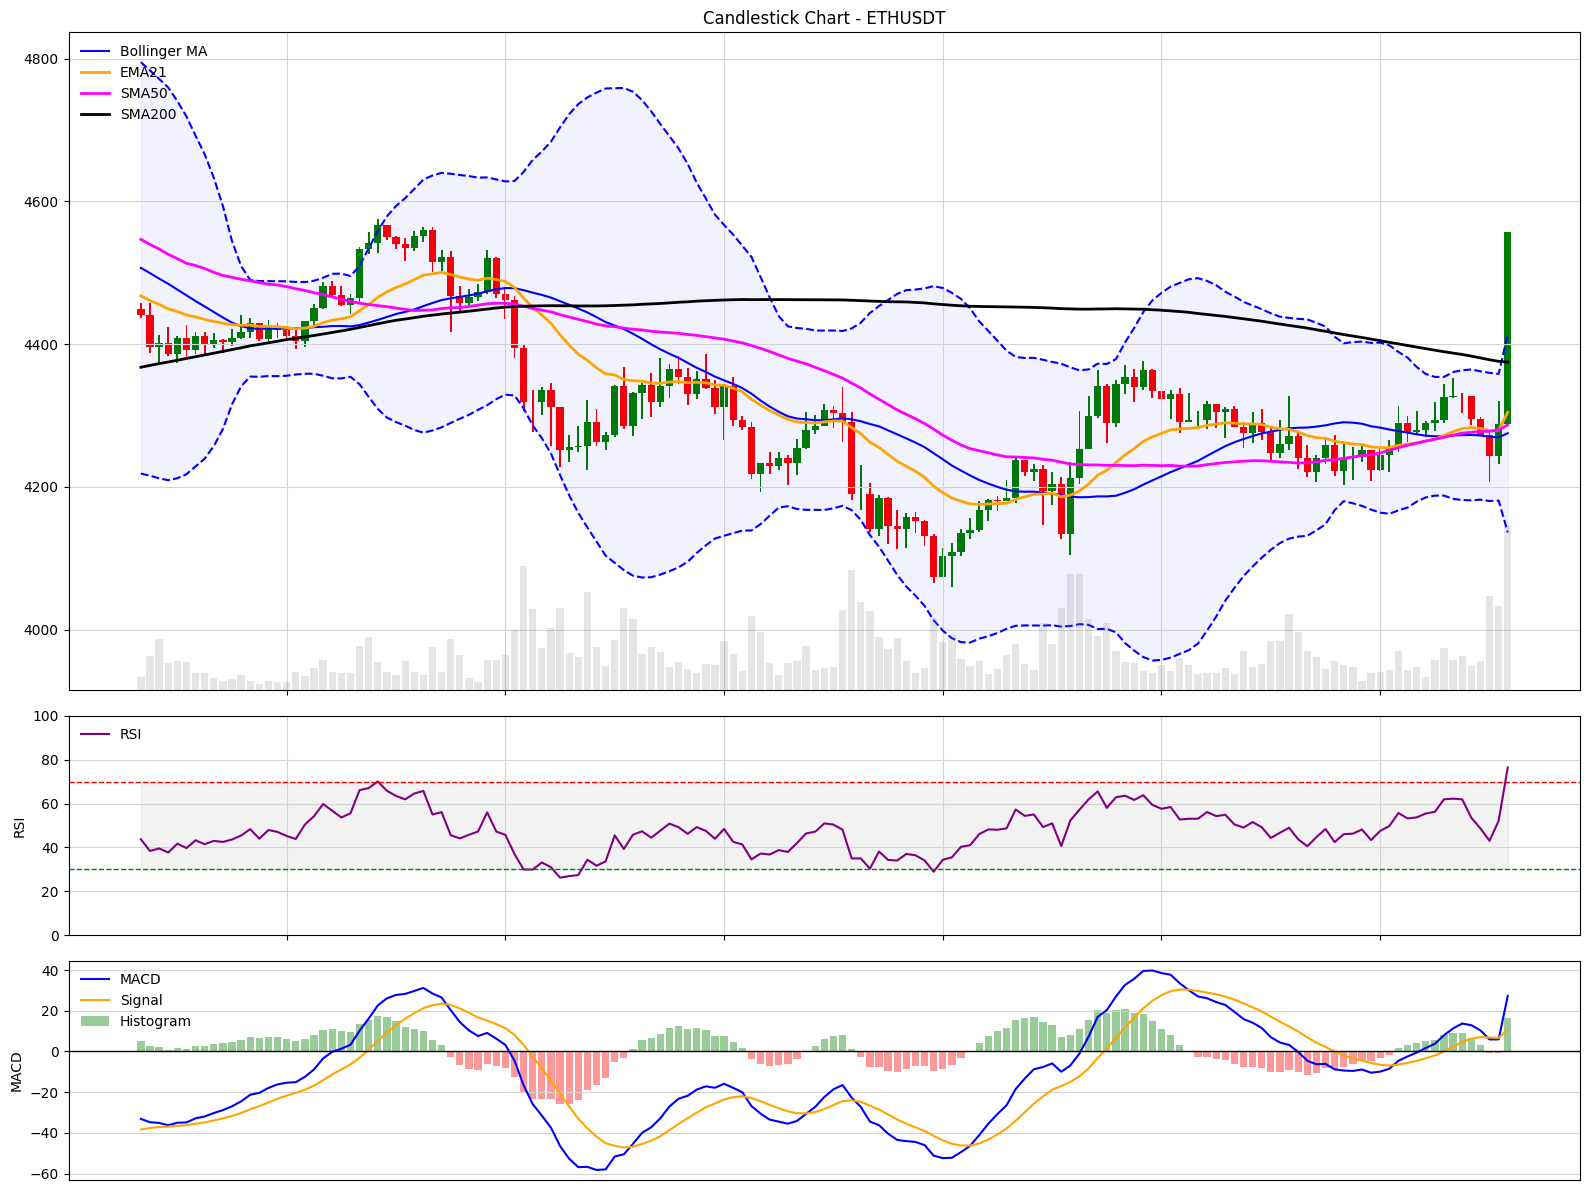 Candlestick Chart - ETHUSDT
Bollinger MA
EMA21
SMA50
SMA200
4800
4600
4400
4200
4000
RSI
100
80
60
40
20
0
RSI
MACD
Signal
Histogram
40
20
0
−20
−40
−60
MACD